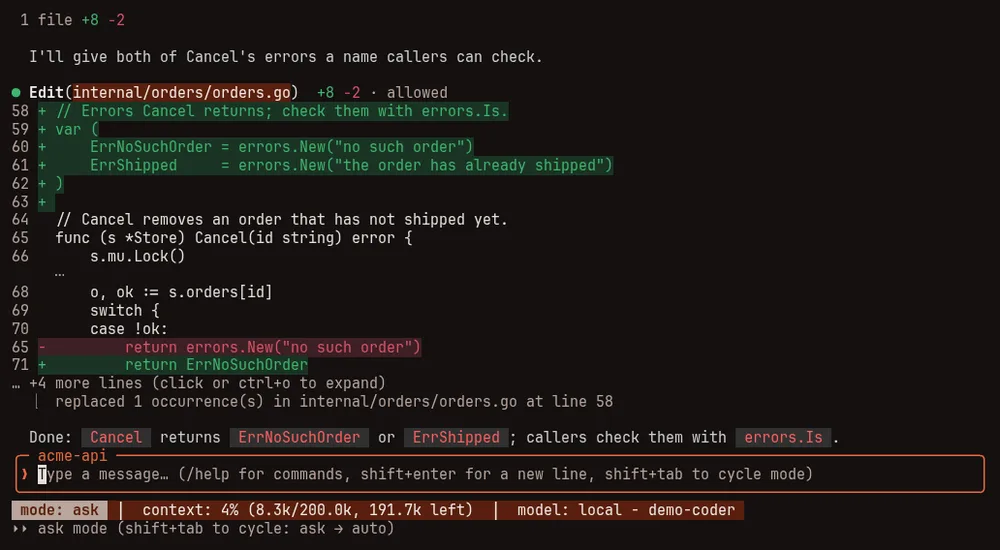 1 file +8 -2
I'll give both of Cancel's errors a name callers can check.
● Edit(internal/orders/orders.go)  +8 -2 · allowed
58 + // Errors Cancel returns; check them with errors.Is.
59 + var (
60 +     ErrNoSuchOrder = errors.New("no such order")
61 +     ErrShipped     = errors.New("the order has already shipped")
62 + )
63 +
64   // Cancel removes an order that has not shipped yet.
65   func (s *Store) Cancel(id string) error {
66       s.mu.Lock()
…
68       o, ok := s.orders[id]
69       switch {
70       case !ok:
65 -         return errors.New("no such order")
71 +         return ErrNoSuchOrder
… +4 more lines (click or ctrl+o to expand)
⎣ replaced 1 occurrence(s) in internal/orders/orders.go at line 58
Done: Cancel returns ErrNoSuchOrder or ErrShipped; callers check them with errors.Is.
acme-api
❯ Type a message… (/help for commands, shift+enter for a new line, shift+tab to cycle mode)
mode: ask | context: 4% (8.3k/200.0k, 191.7k left) | model: local - demo-coder
▸▸ ask mode (shift+tab to cycle: ask → auto)